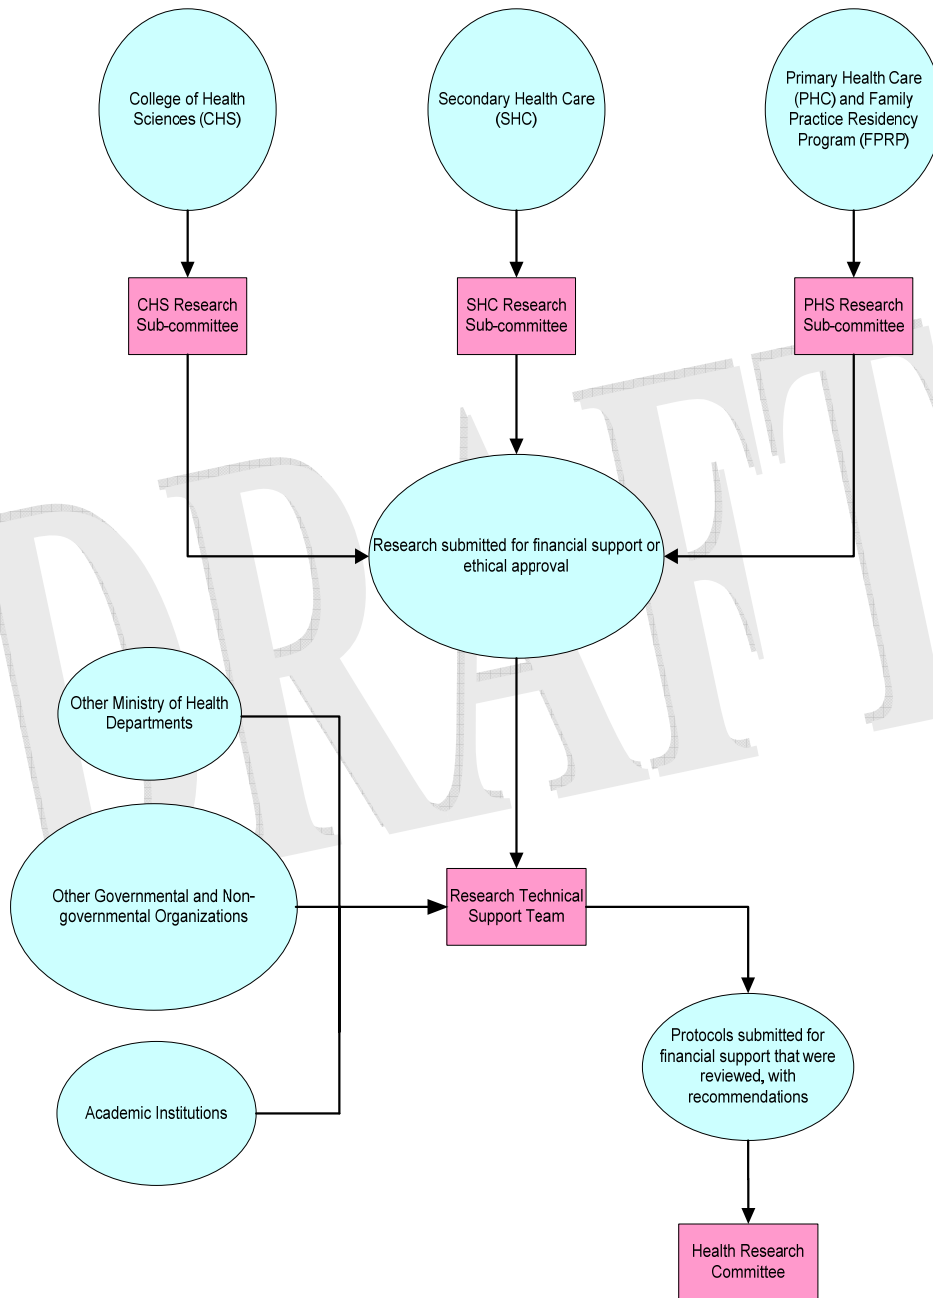 College of Health
Sciences (CHS)
Secondary Health Care
(SHC)
Primary Health Care
(PHC) and Family
Practice Residency
Program (FPRP)
CHS Research
Sub-committee
SHC Research
Sub-committee
PHS Research
Sub-committee
Research submitted for financial support or
ethical approval
Other Ministry of Health
Departments
Other Governmental and Non-
governmental Organizations
Research Technical
Support Team
Academic Institutions
Protocols submitted for
financial support that were
reviewed, with
recommendations
Health Research
Committee
DRAFT